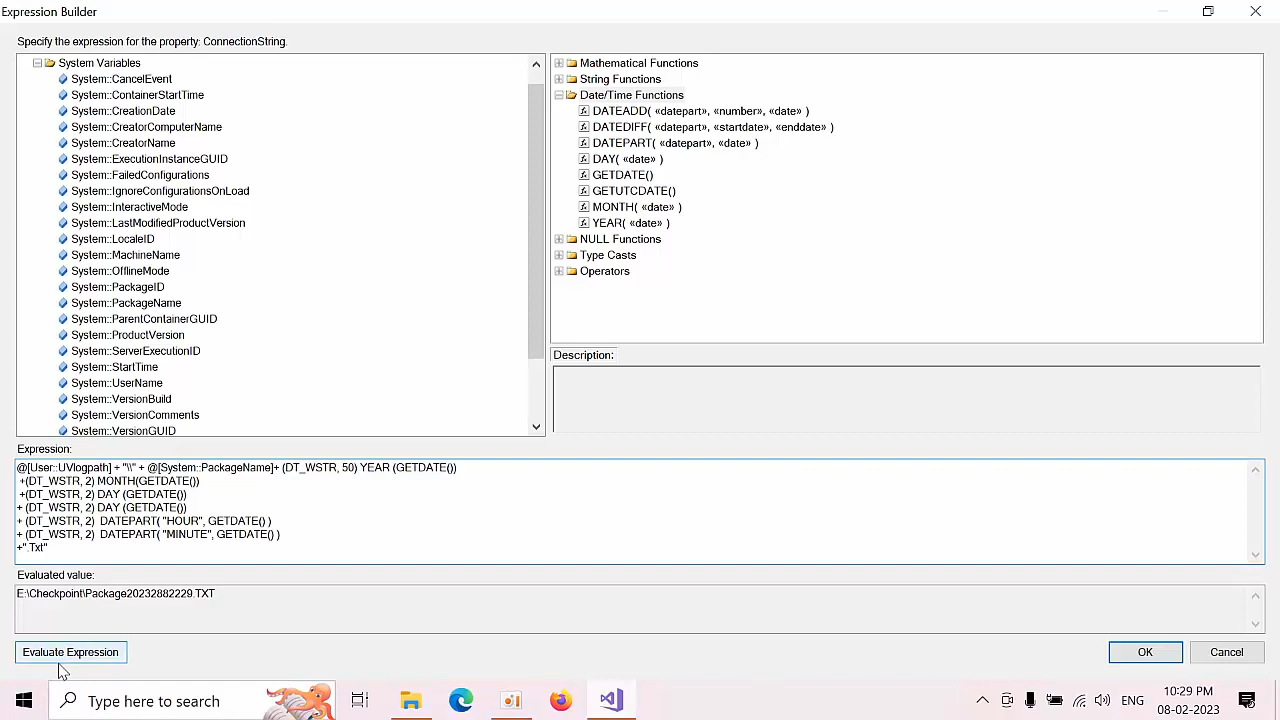 Expression Builder
Specify the expression for the property: ConnectionString.
System Variables
System::CancelEvent
System::ContainerStartTime
System::CreationDate
System::CreatorComputerName
System::CreatorName
System::ExecutionInstanceGUID
System::FailedConfigurations
System::IgnoreConfigurationsOnLoad
System::InteractiveMode
System::LastModifiedProductVersion
System::LocaleID
System::MachineName
System::OfflineMode
System::PackageID
System::PackageName
System::ParentContainerGUID
System::ProductVersion
System::ServerExecutionID
System::StartTime
System::UserName
System::VersionBuild
System::VersionComments
System::VersionGUID
Mathematical Functions
String Functions
Date/Time Functions
DATEADD( «datepart», «number», «date» )
DATEDIFF( «datepart», «startdate», «enddate» )
DATEPART( «datepart», «date» )
DAY( «date» )
GETDATE()
GETUTCDATE()
MONTH( «date» )
YEAR( «date» )
NULL Functions
Type Casts
Operators
Description:
Expression:
@[User::UVlogpath] + "\\" + @[System::PackageName]+ (DT_WSTR, 50) YEAR (GETDATE())
+(DT_WSTR, 2) MONTH(GETDATE())
+(DT_WSTR, 2) DAY (GETDATE())
+ (DT_WSTR, 2) DAY (GETDATE())
+ (DT_WSTR, 2)  DATEPART( "HOUR", GETDATE() )
+ (DT_WSTR, 2)  DATEPART( "MINUTE", GETDATE() )
+".Txt"
Evaluated value:
E:\Checkpoint\Package20232882229.TXT
Evaluate Expression
OK
Cancel
Type here to search
ENG
10:29 PM
08-02-2023